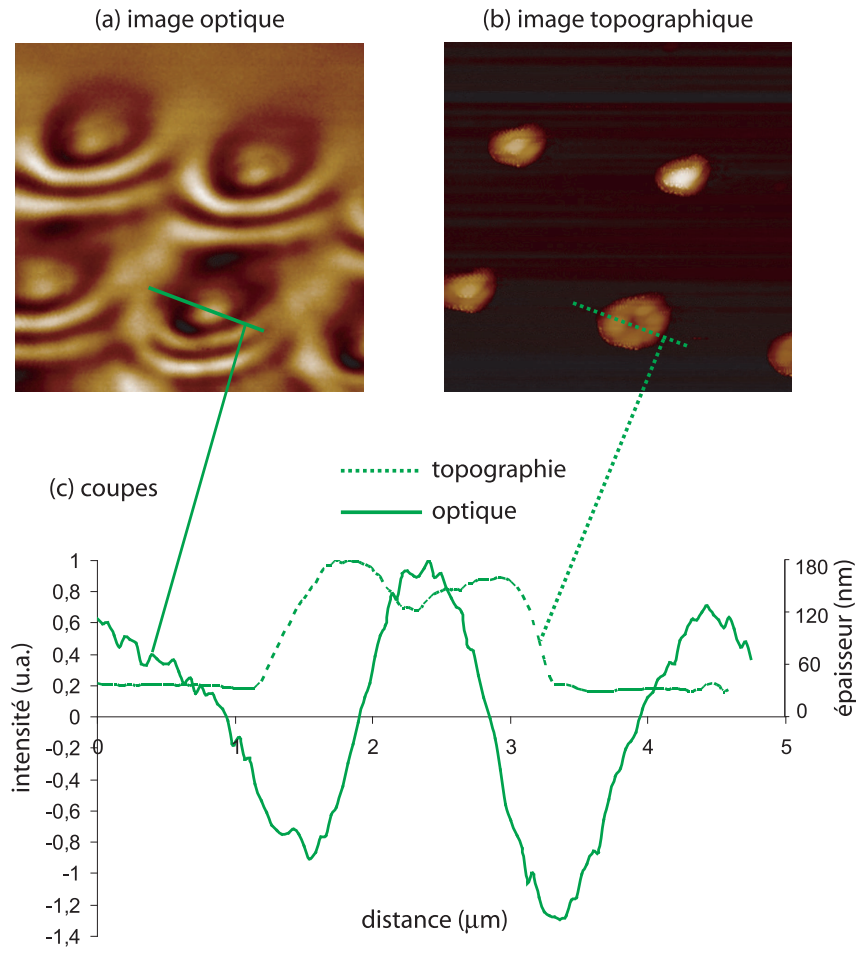 (a) image optique
(b) image topographique
(c) coupes
topographie
optique
1
0,8
0,6
0,4
0,2
0
-0,2
-0,4
-0,6
-0,8
-1
-1,2
-1,4
intensité (u.a.)
0
1
2
3
4
5
distance (μm)
180
120
60
0
épaisseur (nm)